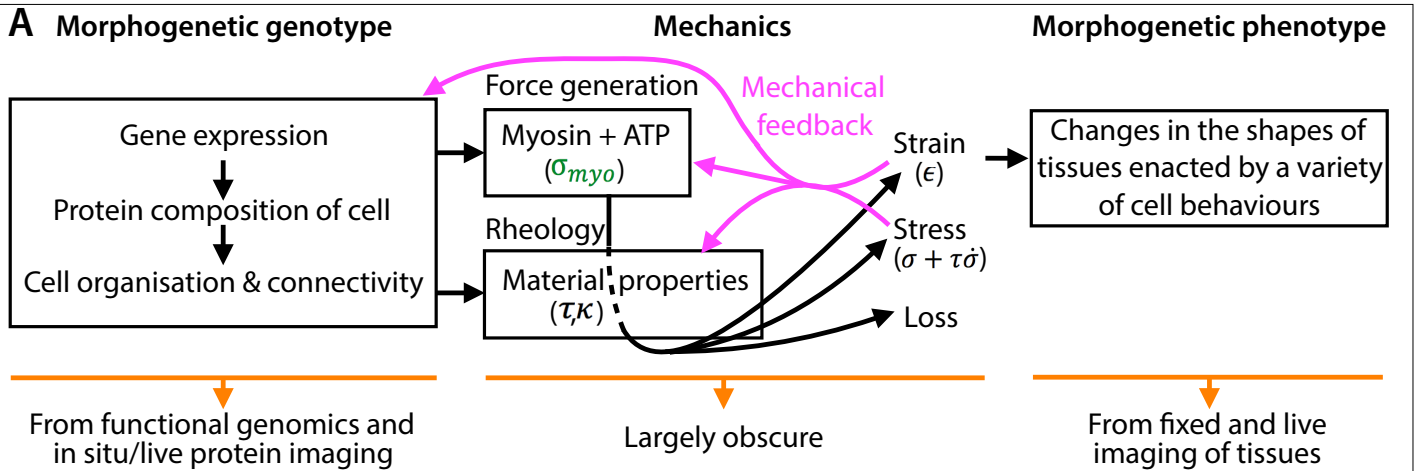 A Morphogenetic genotype
Mechanics
Morphogenetic phenotype
Gene expression
Protein composition of cell
Cell organisation & connectivity
Force generation
Myosin + ATP
(σmyo)
Rheology
Material properties
(τ,κ)
Mechanical
feedback
Strain
(ϵ)
Stress
(σ + τσ̇)
Loss
Changes in the shapes of
tissues enacted by a variety
of cell behaviours
From functional genomics and
in situ/live protein imaging
Largely obscure
From fixed and live
imaging of tissues